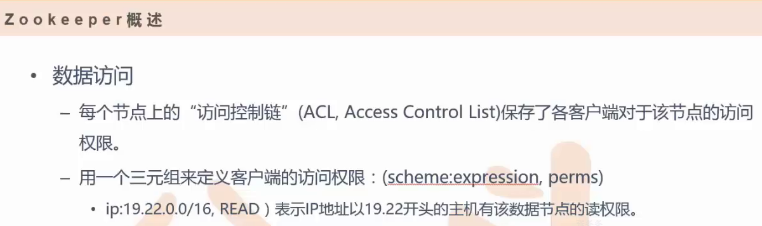 Zookeeper概述
• 数据访问
– 每个节点上的“访问控制链”(ACL, Access Control List)保存了各客户端对于该节点的访问
权限。
– 用一个三元组来定义客户端的访问权限：(scheme:expression, perms)
• ip:19.22.0.0/16, READ ）表示IP地址以19.22开头的主机有该数据节点的读权限。